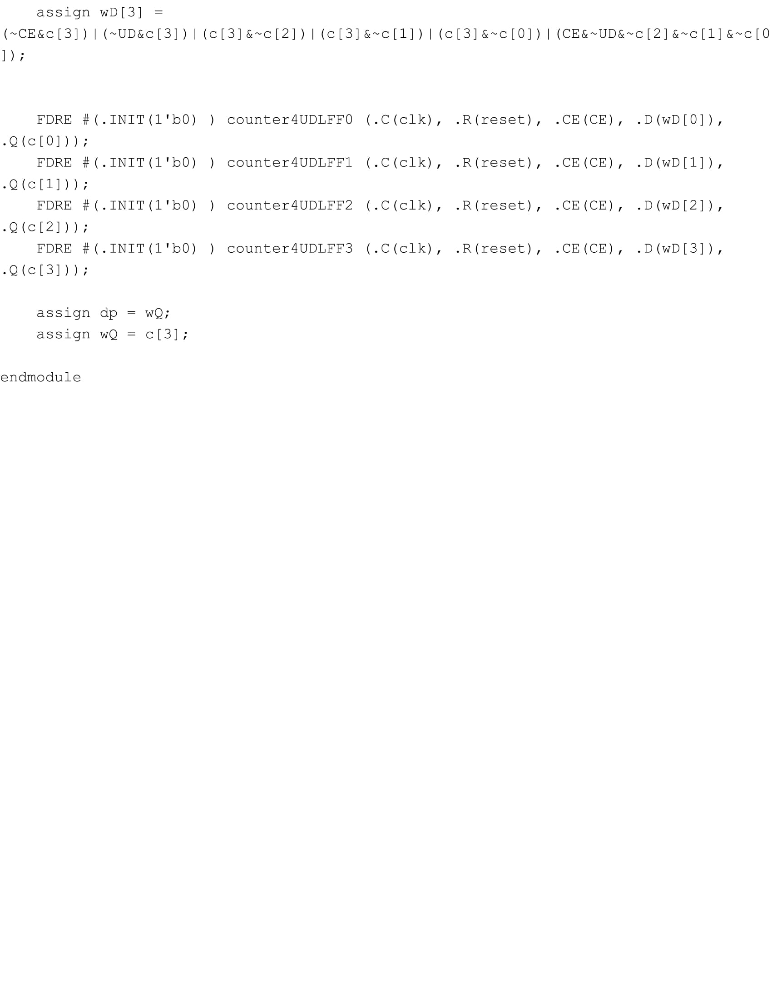 assign wD[3] =
(~CE&c[3])|(~UD&c[3])|(c[3]&~c[2])|(c[3]&~c[1])|(c[3]&~c[0])|(CE&~UD&~c[2]&~c[1]&~c[0
]);
    FDRE #(.INIT(1'b0) ) counter4UDLFF0 (.C(clk), .R(reset), .CE(CE), .D(wD[0]),
.Q(c[0]));
    FDRE #(.INIT(1'b0) ) counter4UDLFF1 (.C(clk), .R(reset), .CE(CE), .D(wD[1]),
.Q(c[1]));
    FDRE #(.INIT(1'b0) ) counter4UDLFF2 (.C(clk), .R(reset), .CE(CE), .D(wD[2]),
.Q(c[2]));
    FDRE #(.INIT(1'b0) ) counter4UDLFF3 (.C(clk), .R(reset), .CE(CE), .D(wD[3]),
.Q(c[3]));
    assign dp = wQ;
    assign wQ = c[3];
endmodule